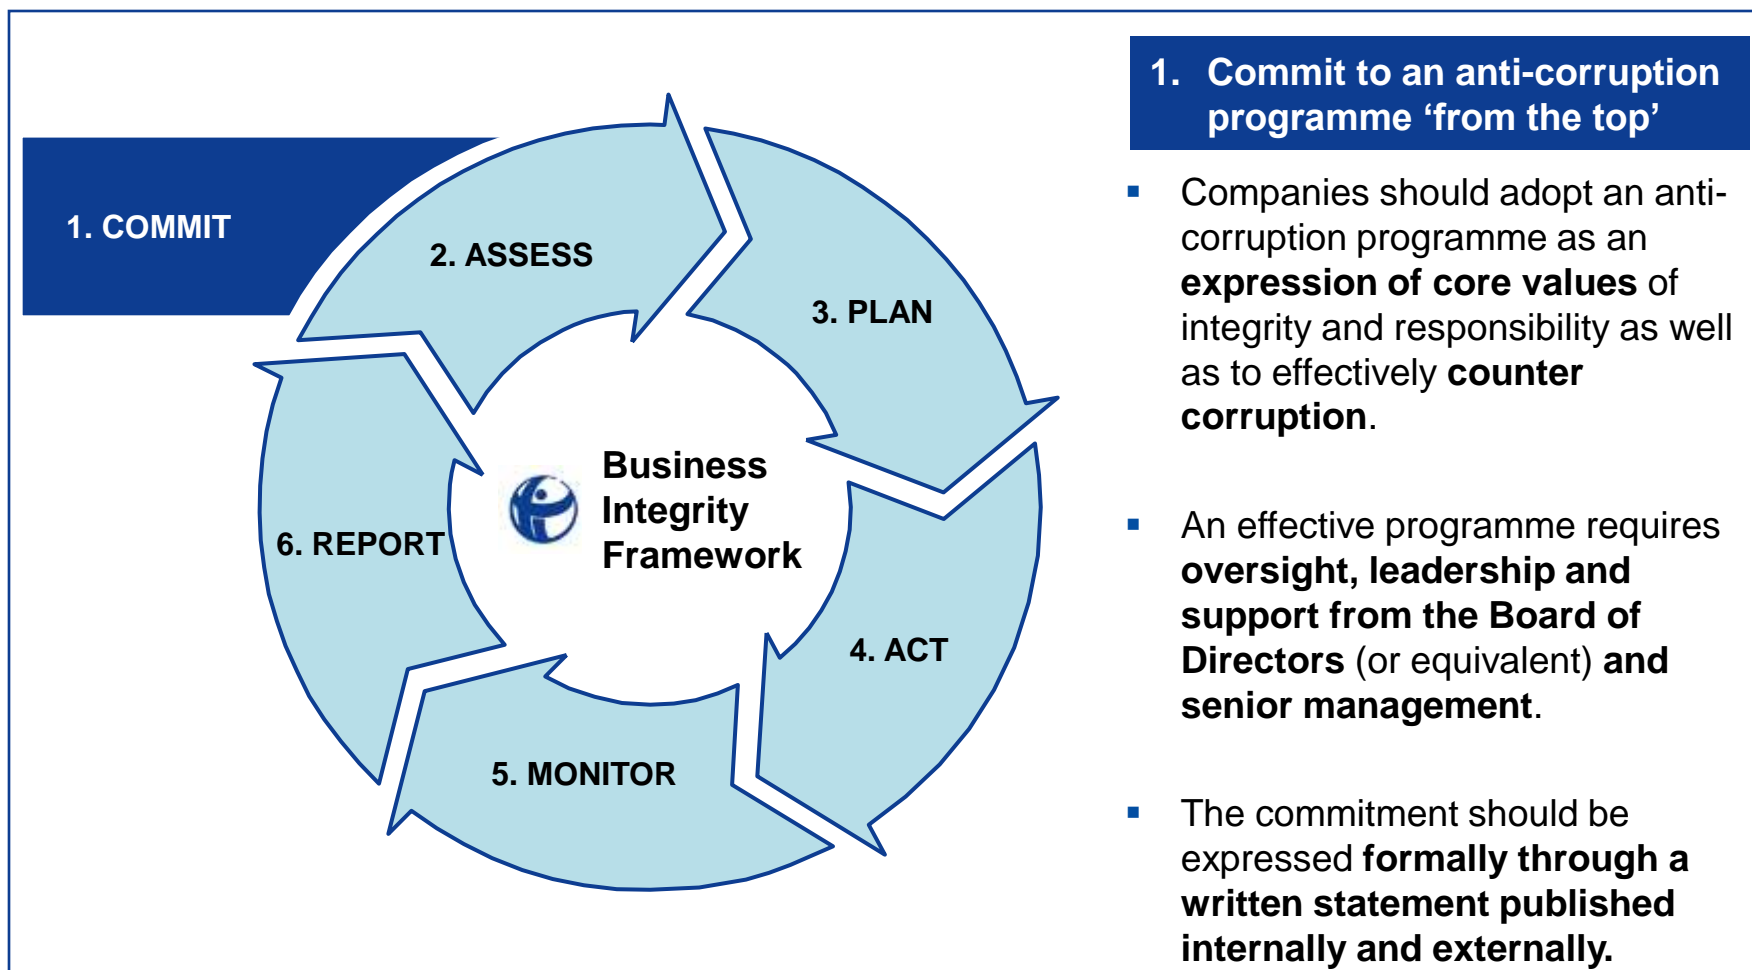 1. COMMIT
2. ASSESS
3. PLAN
4. ACT
5. MONITOR
6. REPORT
Business
Integrity
Framework
1. Commit to an anti-corruption
programme ‘from the top’
▪ Companies should adopt an anti-
corruption programme as an
expression of core values of
integrity and responsibility as well
as to effectively counter
corruption.
▪ An effective programme requires
oversight, leadership and
support from the Board of
Directors (or equivalent) and
senior management.
▪ The commitment should be
expressed formally through a
written statement published
internally and externally.